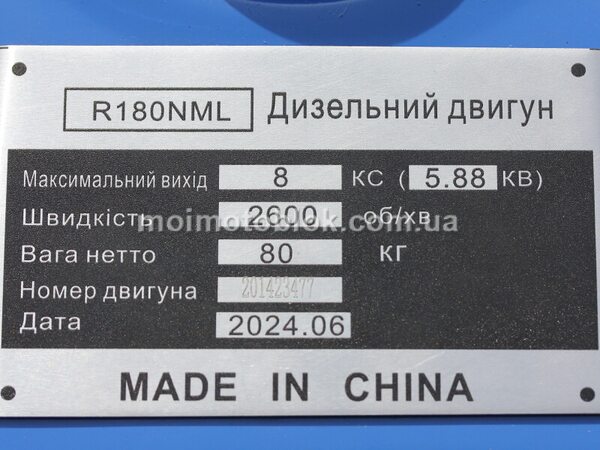 R180NML Дизельний двигун
Максимальний вихід 8 КС ( 5.88 КВ)
Швидкість 2600 об/хв
moimotoblok.com.ua
Вага нетто 80 КГ
Номер двигуна 201423477
Дата 2024.06
MADE IN CHINA